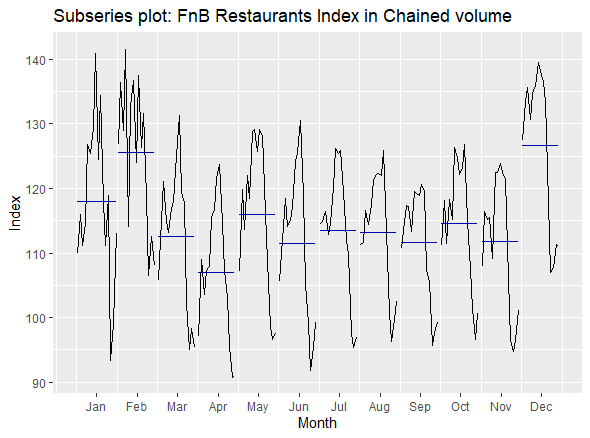 Subseries plot: FnB Restaurants Index in Chained volume
Index
140
130
120
110
100
90
Jan Feb Mar Apr May Jun Jul Aug Sep Oct Nov Dec
Month